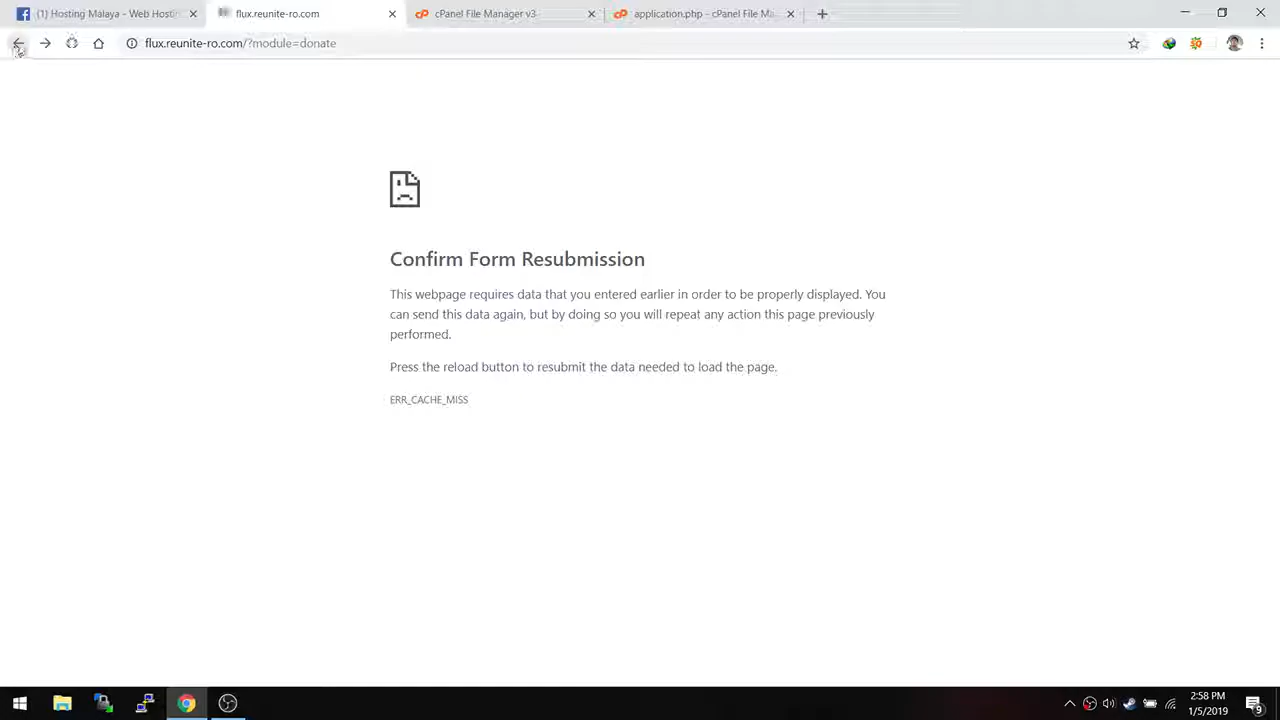 (1) Hosting Malaya - Web Hostin
flux.reunite-ro.com
cPanel File Manager v3
application.php - cPanel File Ma
flux.reunite-ro.com/?module=donate
Confirm Form Resubmission
This webpage requires data that you entered earlier in order to be properly displayed. You
can send this data again, but by doing so you will repeat any action this page previously
performed.
Press the reload button to resubmit the data needed to load the page.
ERR_CACHE_MISS
2:58 PM
1/5/2019
9